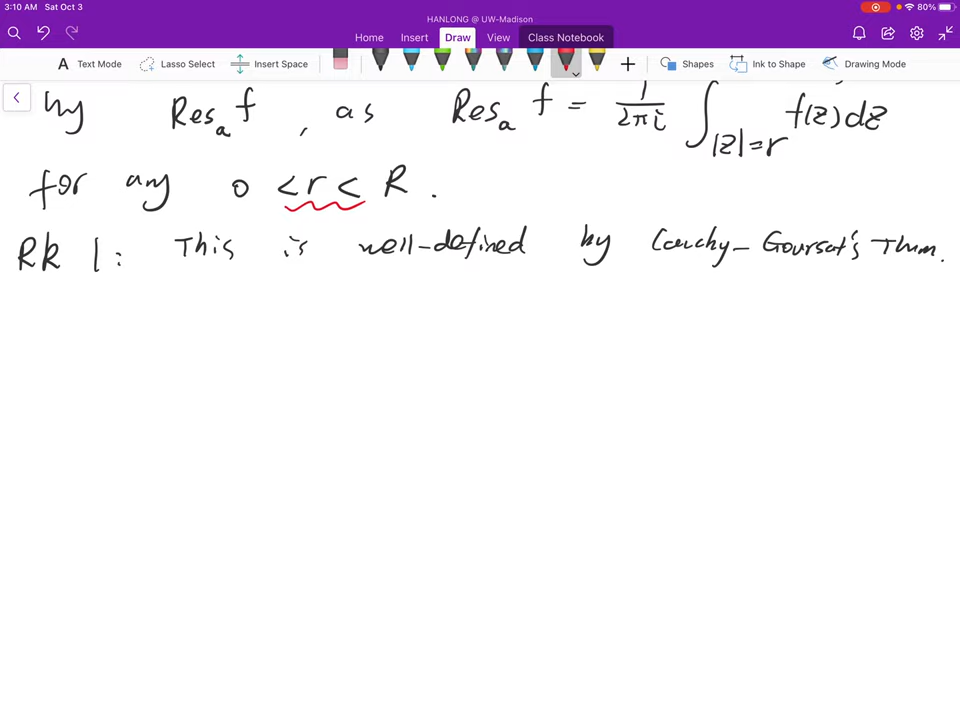 3:10 AM Sat Oct 3
80%
HANLONG @ UW-Madison
Home Insert Draw View Class Notebook
Text Mode Lasso Select Insert Space Shapes Ink to Shape Drawing Mode
by Res_a f , as Res_a f = 1/2πi ∫_|z|=r f(z)dz
for any 0 < r < R .
RK 1: This is well-defined by Cauchy-Goursat's Thm.